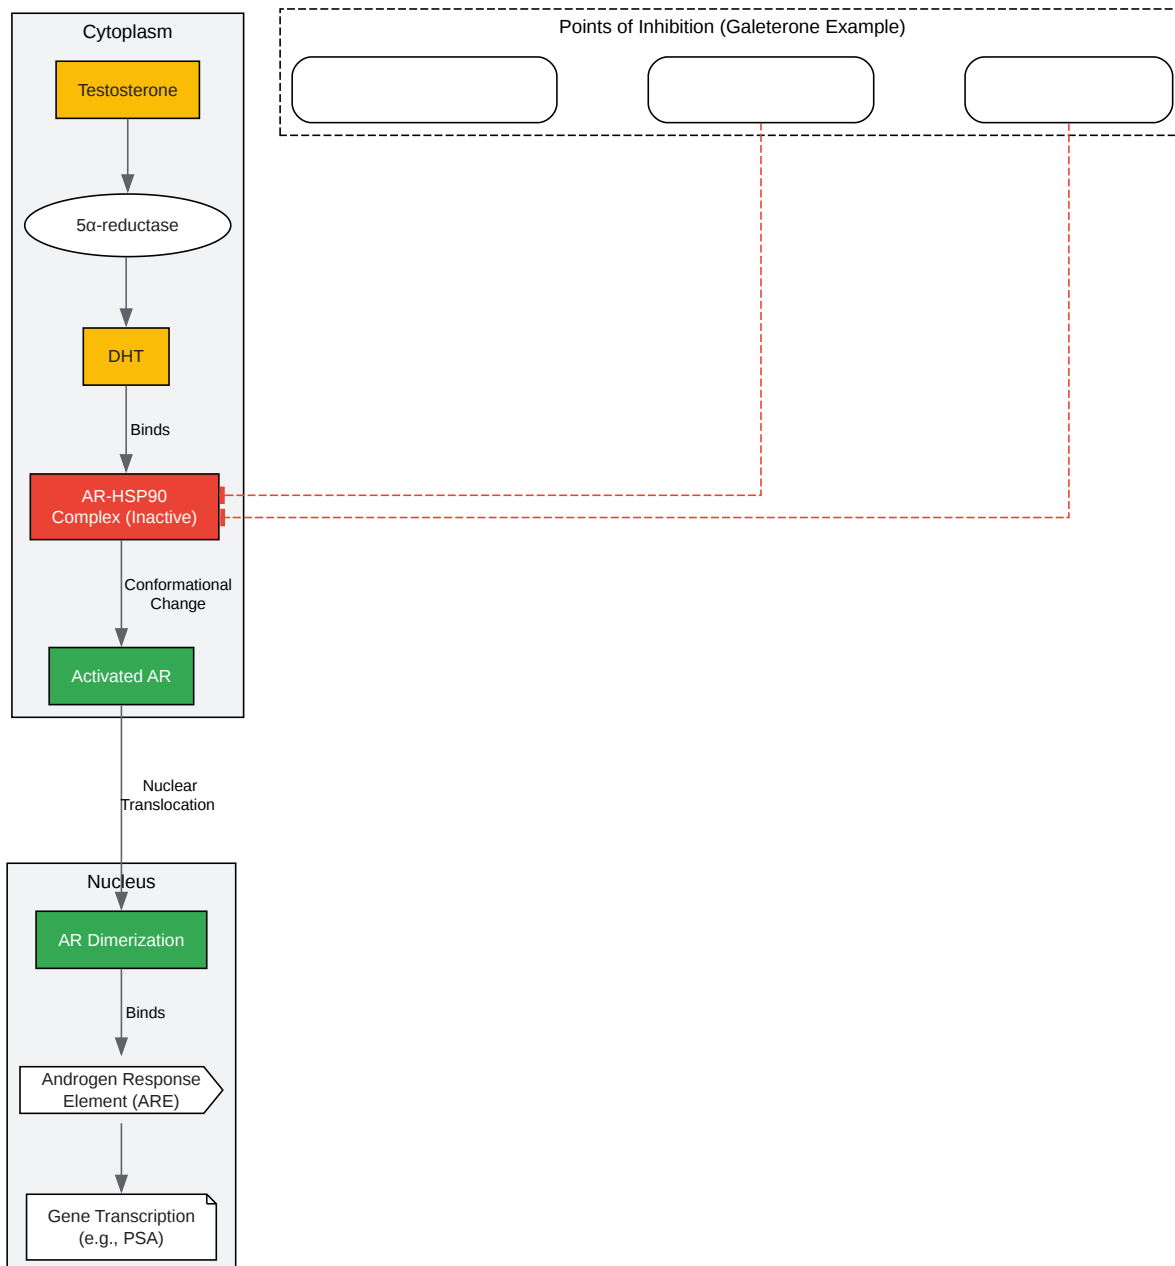 Cytoplasm
Points of Inhibition (Galeterone Example)
Testosterone
5α-reductase
DHT
Binds
AR-HSP90
Complex (Inactive)
Conformational
Change
Activated AR
Nuclear
Translocation
Nucleus
AR Dimerization
Binds
Androgen Response
Element (ARE)
Gene Transcription
(e.g., PSA)